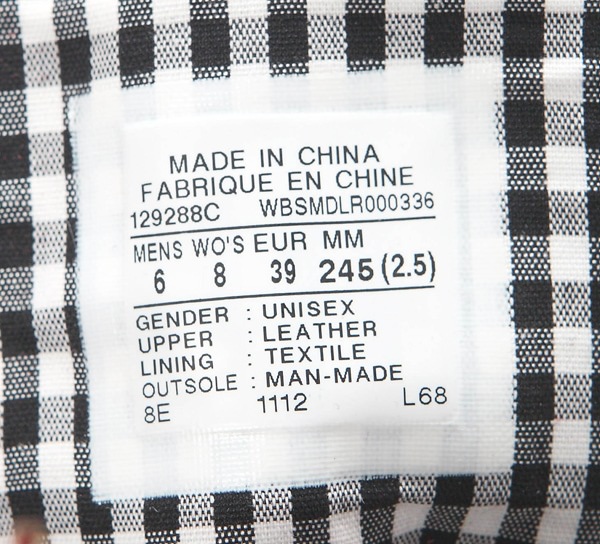 MADE IN CHINA
FABRIQUE EN CHINE
129288C WBSMDLR000336
MENS WO'S EUR MM
6 8 39 245 (2.5)
GENDER : UNISEX
UPPER : LEATHER
LINING : TEXTILE
OUTSOLE : MAN-MADE
8E 1112 L68